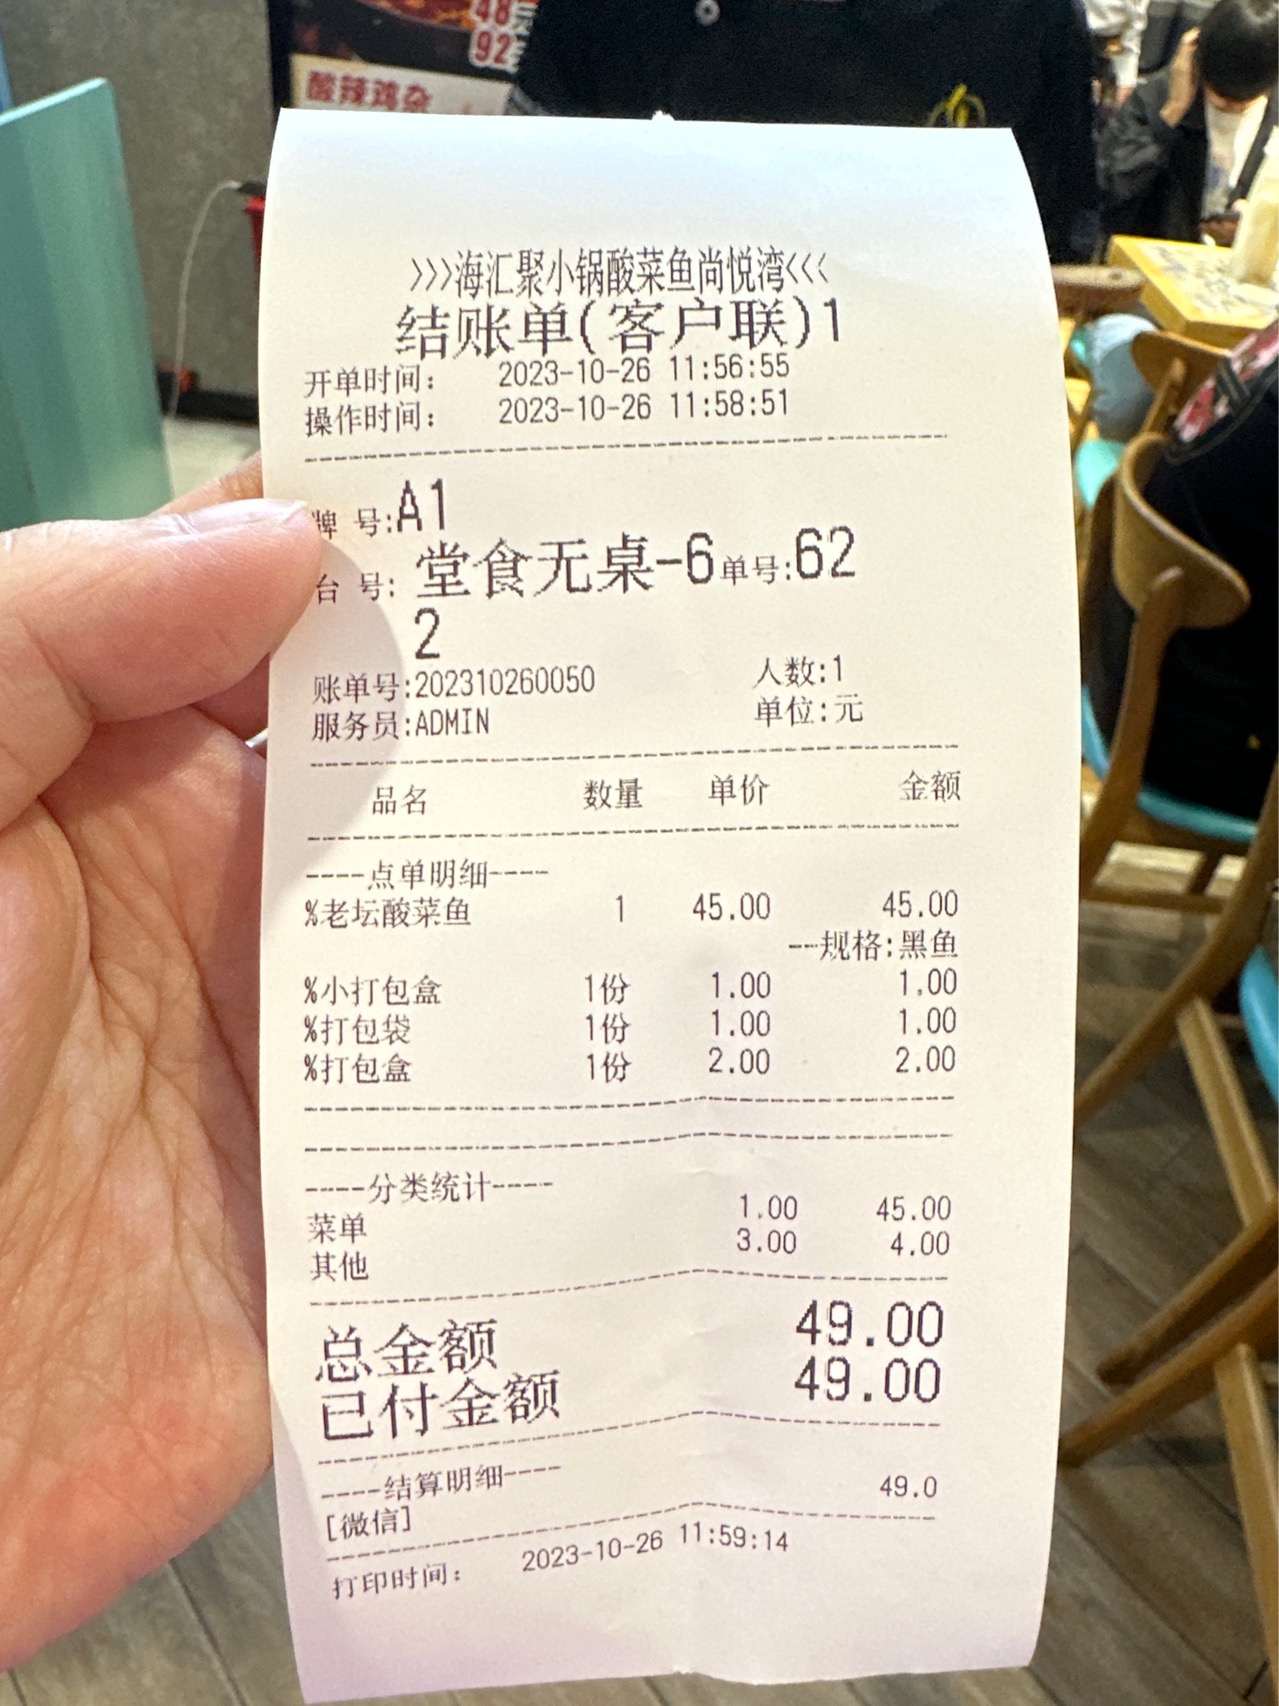 48元
92
酸辣鸡杂
>>>海汇聚小锅酸菜鱼尚悦湾<<<
结账单(客户联)1
开单时间: 2023-10-26 11:56:55
操作时间: 2023-10-26 11:58:51
牌 号:A1
台 号: 堂食无桌-6 单号:62
2
账单号:202310260050 人数:1
服务员:ADMIN 单位:元
品名 数量 单价 金额
----点单明细----
%老坛酸菜鱼 1 45.00 45.00
--规格:黑鱼
%小打包盒 1份 1.00 1.00
%打包袋 1份 1.00 1.00
%打包盒 1份 2.00 2.00
----分类统计----
菜单 1.00 45.00
其他 3.00 4.00
总金额 49.00
已付金额 49.00
----结算明细----
[微信] 49.0
打印时间: 2023-10-26 11:59:14